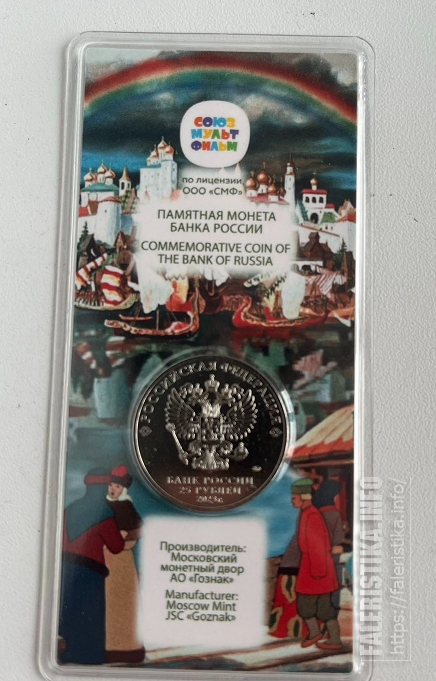 СОЮЗ
МУЛЬТ
ФИЛЬМ
по лицензии
ООО «СМФ»
ПАМЯТНАЯ МОНЕТА
БАНКА РОССИИ
COMMEMORATIVE COIN OF
THE BANK OF RUSSIA
РОССИЙСКАЯ ФЕДЕРАЦИЯ
БАНК РОССИИ
25 РУБЛЕЙ
2023г.
Производитель:
Московский
монетный двор
АО «Гознак»
Manufacturer:
Moscow Mint
JSC «Goznak»
FALERISTIKA.INFO
https://faleristika.info/